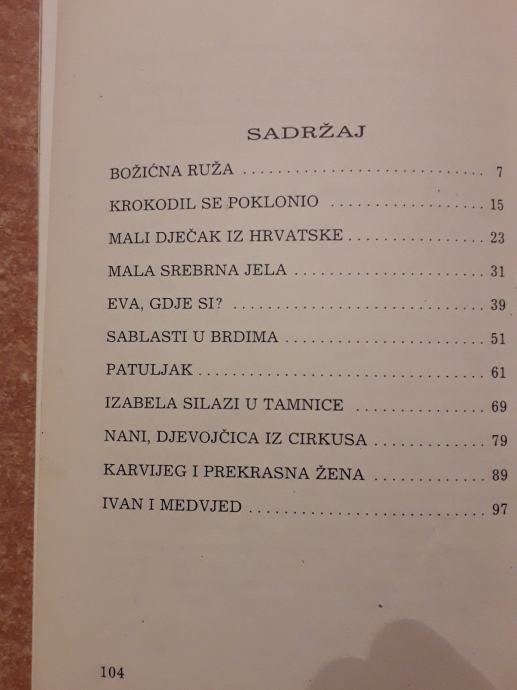 SADRŽAJ
BOŽIĆNA RUŽA ............................ 7
KROKODIL SE POKLONIO .................. 15
MALI DJEČAK IZ HRVATSKE ................ 23
MALA SREBRNA JELA ...................... 31
EVA, GDJE SI? ............................ 39
SABLASTI U BRDIMA ....................... 51
PATULJAK ................................. 61
IZABELA SILAZI U TAMNICE ............... 69
NANI, DJEVOJČICA IZ CIRKUSA ............. 79
KARVIJEG I PREKRASNA ŽENA ............. 89
IVAN I MEDVJED ........................... 97
104